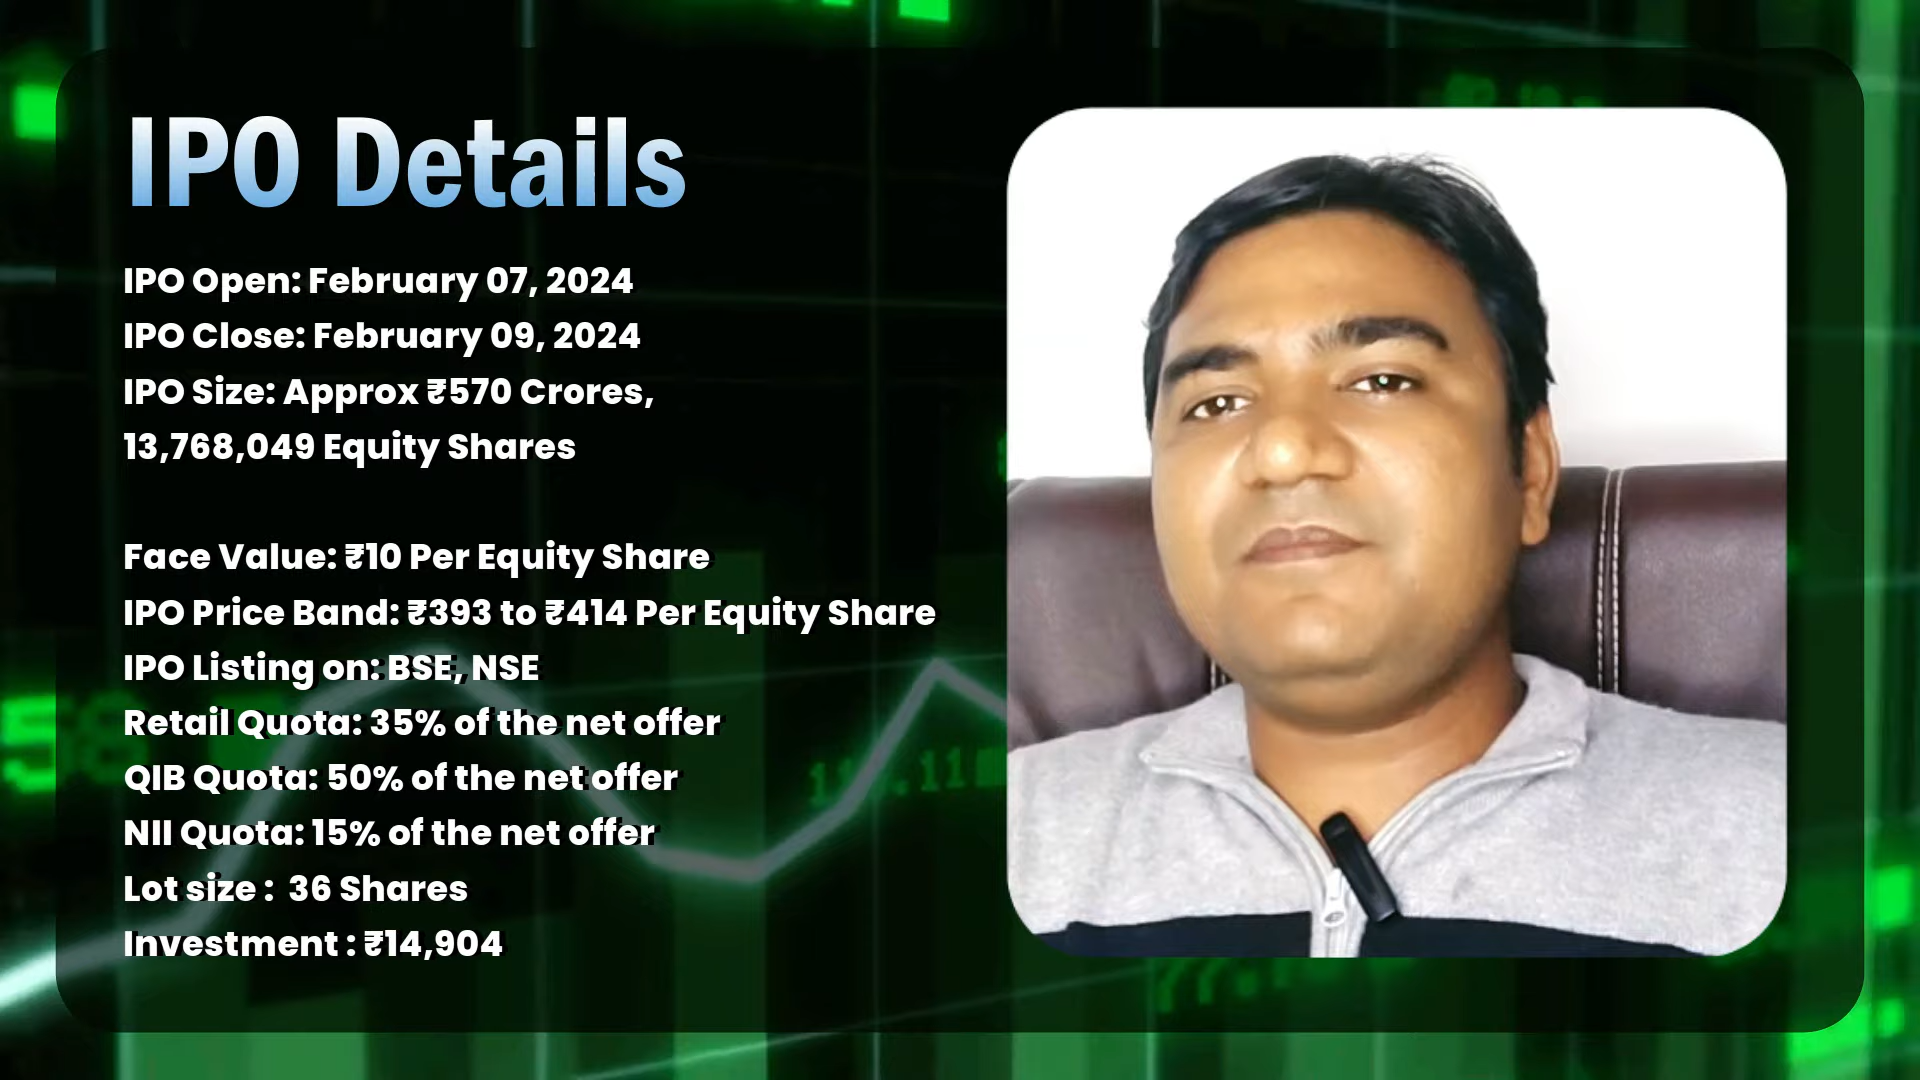 IPO Details
IPO Open: February 07, 2024
IPO Close: February 09, 2024
IPO Size: Approx ₹570 Crores,
13,768,049 Equity Shares
Face Value: ₹10 Per Equity Share
IPO Price Band: ₹393 to ₹414 Per Equity Share
IPO Listing on: BSE, NSE
Retail Quota: 35% of the net offer
QIB Quota: 50% of the net offer
NII Quota: 15% of the net offer
Lot size :  36 Shares
Investment : ₹14,904